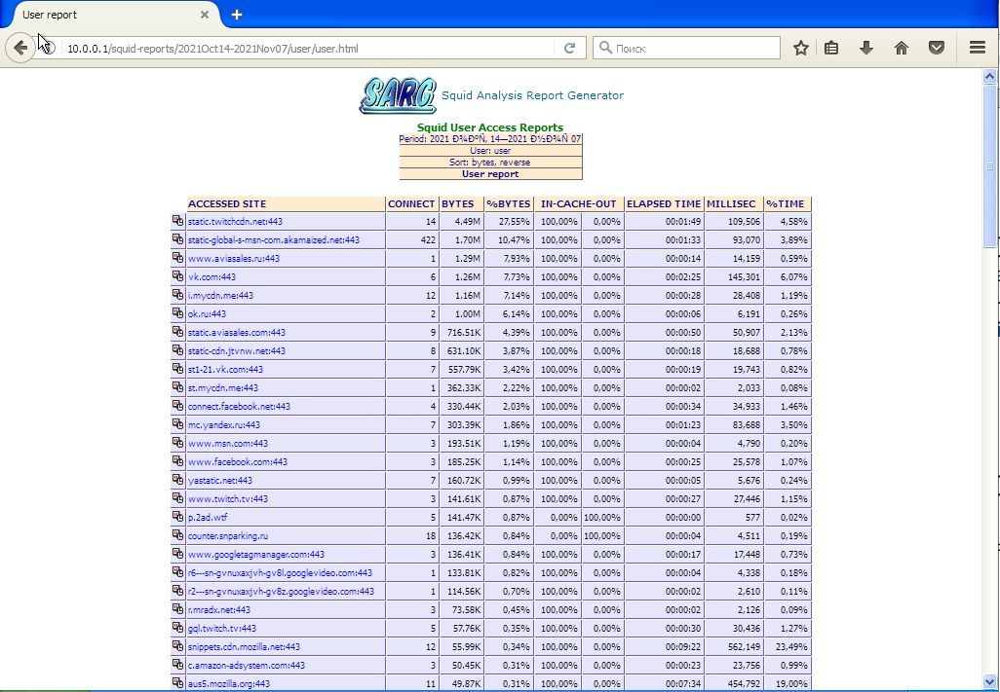 User report
10.0.0.1/squid-reports/2021Oct14-2021Nov07/user/user.html
Поиск
SARG Squid Analysis Report Generator
Squid User Access Reports
Period: 2021 Ð¾ÐºÑ, 14—2021 Ð½Ð¾Ñ 07
User: user
Sort: bytes, reverse
User report
ACCESSED SITE CONNECT BYTES %BYTES IN-CACHE-OUT ELAPSED TIME MILLISEC %TIME
static.twitchcdn.net:443 14 4.49M 27,55% 100,00% 0,00% 00:01:49 109,506 4,58%
static-global-s-msn-com.akamaized.net:443 422 1.70M 10,47% 100,00% 0,00% 00:01:33 93,070 3,89%
www.aviasales.ru:443 1 1.29M 7,93% 100,00% 0,00% 00:00:14 14,159 0,59%
vk.com:443 6 1.26M 7,73% 100,00% 0,00% 00:02:25 145,301 6,07%
i.mycdn.me:443 12 1.16M 7,14% 100,00% 0,00% 00:00:28 28,408 1,19%
ok.ru:443 2 1.00M 6,14% 100,00% 0,00% 00:00:06 6,191 0,26%
static.aviasales.com:443 9 716.51K 4,39% 100,00% 0,00% 00:00:50 50,907 2,13%
static-cdn.jtvnw.net:443 8 631.10K 3,87% 100,00% 0,00% 00:00:18 18,688 0,78%
st1-21.vk.com:443 7 557.79K 3,42% 100,00% 0,00% 00:00:19 19,743 0,82%
st.mycdn.me:443 1 362.33K 2,22% 100,00% 0,00% 00:00:02 2,033 0,08%
connect.facebook.net:443 4 330.44K 2,03% 100,00% 0,00% 00:00:34 34,933 1,46%
mc.yandex.ru:443 7 303.39K 1,86% 100,00% 0,00% 00:01:23 83,688 3,50%
www.msn.com:443 3 193.51K 1,19% 100,00% 0,00% 00:00:04 4,790 0,20%
www.facebook.com:443 3 185.25K 1,14% 100,00% 0,00% 00:00:25 25,578 1,07%
yastatic.net:443 7 160.72K 0,99% 100,00% 0,00% 00:00:05 5,676 0,24%
www.twitch.tv:443 3 141.61K 0,87% 100,00% 0,00% 00:00:27 27,446 1,15%
p.2ad.wtf 5 141.47K 0,87% 0,00% 100,00% 00:00:00 577 0,02%
counter.snparking.ru 18 136.42K 0,84% 0,00% 100,00% 00:00:04 4,511 0,19%
www.googletagmanager.com:443 3 136.41K 0,84% 100,00% 0,00% 00:00:17 17,448 0,73%
r6---sn-gvnuxaxjvh-gv8l.googlevideo.com:443 1 133.81K 0,82% 100,00% 0,00% 00:00:04 4,338 0,18%
r2---sn-gvnuxaxjvh-gv8z.googlevideo.com:443 1 114.56K 0,70% 100,00% 0,00% 00:00:02 2,610 0,11%
r.mradx.net:443 3 73.58K 0,45% 100,00% 0,00% 00:00:02 2,126 0,09%
gql.twitch.tv:443 5 57.76K 0,35% 100,00% 0,00% 00:00:30 30,436 1,27%
snippets.cdn.mozilla.net:443 12 55.99K 0,34% 100,00% 0,00% 00:09:22 562,149 23,49%
c.amazon-adsystem.com:443 3 50.45K 0,31% 100,00% 0,00% 00:00:23 23,756 0,99%
aus5.mozilla.org:443 11 49.87K 0,31% 100,00% 0,00% 00:07:34 454,792 19,00%